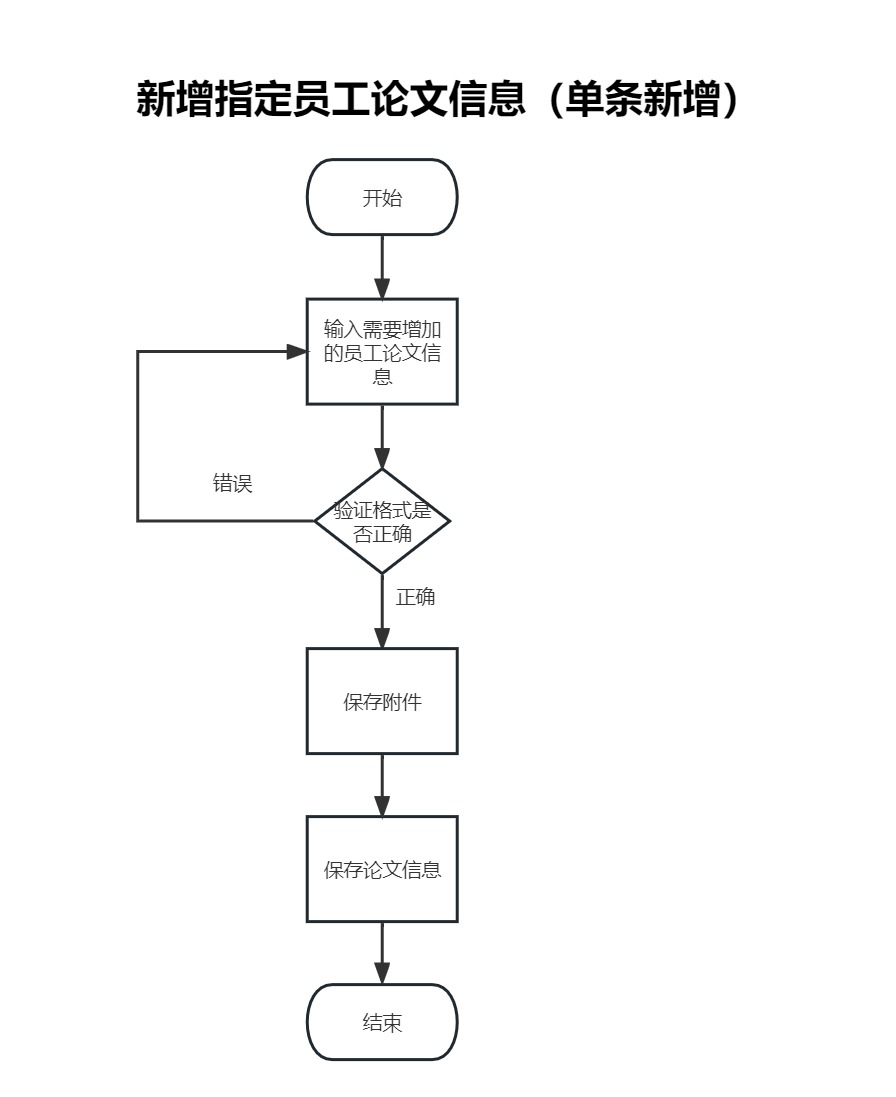 新增指定员工论文信息（单条新增）
开始
输入需要增加
的员工论文信
息
错误
验证格式是
否正确
正确
保存附件
保存论文信息
结束